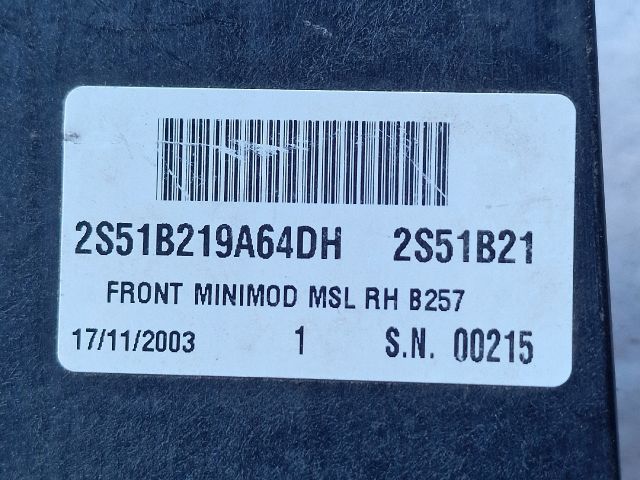 2S51B219A64DH 2S51B21
FRONT MINIMOD MSL RH B257
17/11/2003 1 S.N. 00215